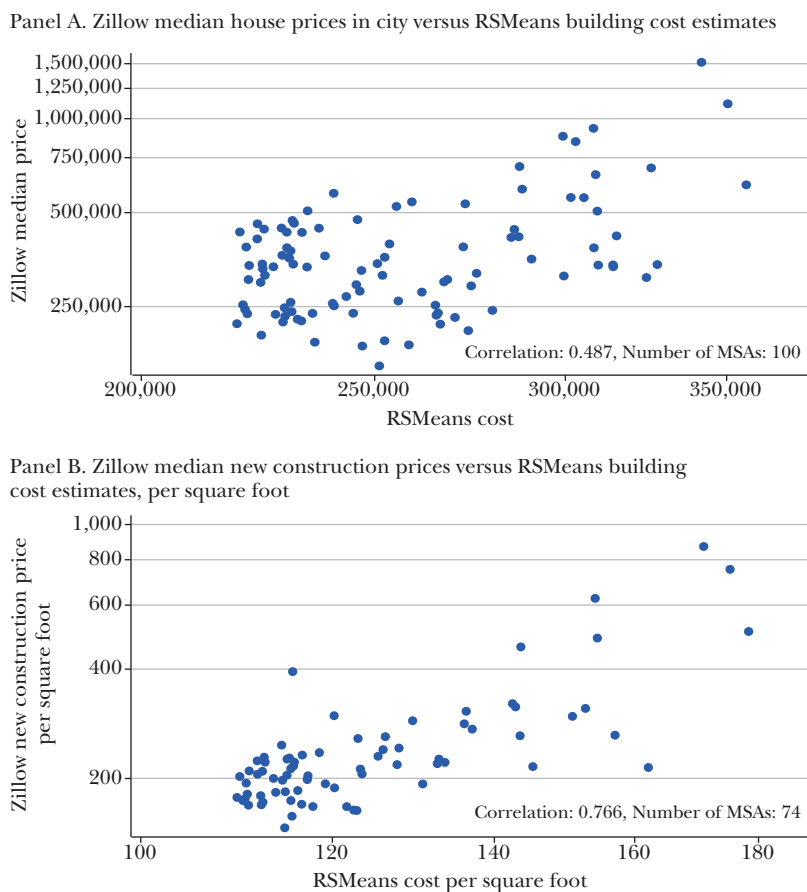 Panel A. Zillow median house prices in city versus RSMeans building cost estimates
1,500,000
1,250,000
1,000,000
750,000
500,000
250,000
Zillow median price
Correlation: 0.487, Number of MSAs: 100
200,000 250,000 300,000 350,000
RSMeans cost
Panel B. Zillow median new construction prices versus RSMeans building
cost estimates, per square foot
1,000
800
600
400
200
Zillow new construction price
per square foot
Correlation: 0.766, Number of MSAs: 74
100 120 140 160 180
RSMeans cost per square foot